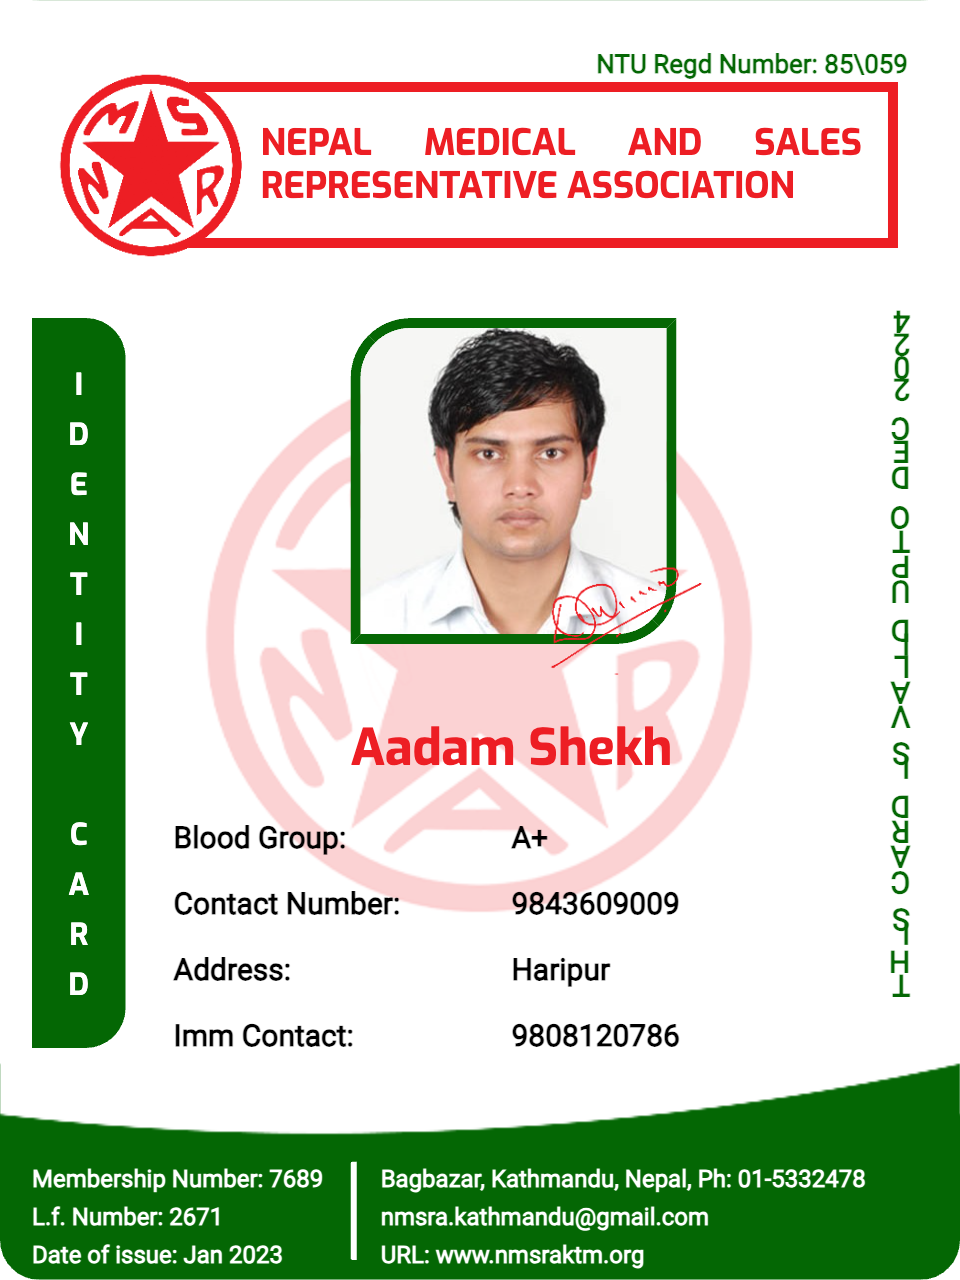 NTU Regd Number: 85\059
N M S R A
NEPAL MEDICAL AND SALES
REPRESENTATIVE ASSOCIATION
IDENTITY CARD
THIS CARD IS VALID UPTO DEC 2024
N R A
Aadam Shekh
Blood Group: A+
Contact Number: 9843609009
Address: Haripur
Imm Contact: 9808120786
Membership Number: 7689
L.f. Number: 2671
Date of issue: Jan 2023
Bagbazar, Kathmandu, Nepal, Ph: 01-5332478
nmsra.kathmandu@gmail.com
URL: www.nmsraktm.org